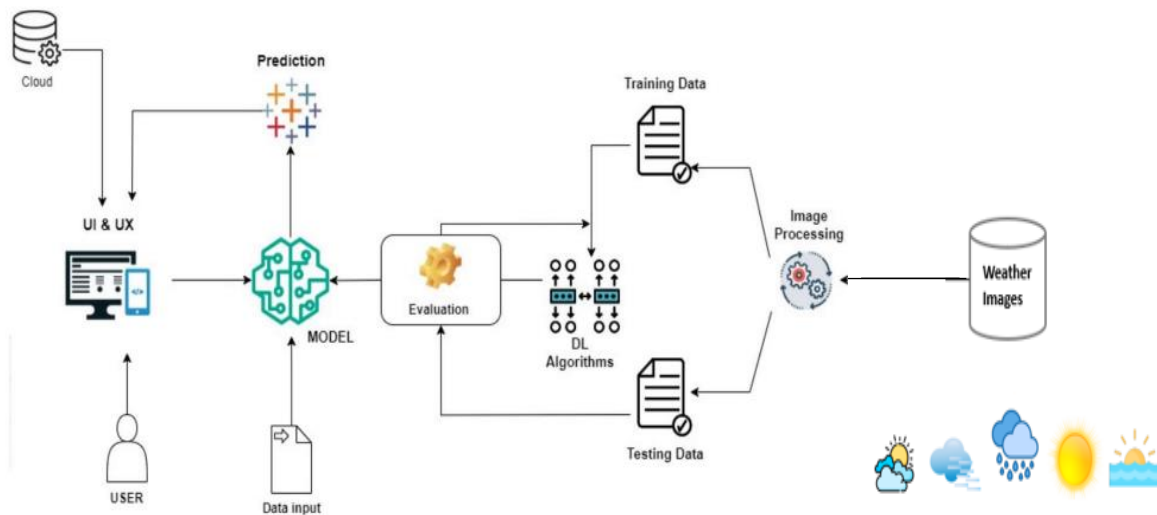 Cloud
Prediction
Training Data
UI & UX
Image
Processing
Weather
Images
Evaluation
MODEL
DL
Algorithms
Testing Data
USER
Data input